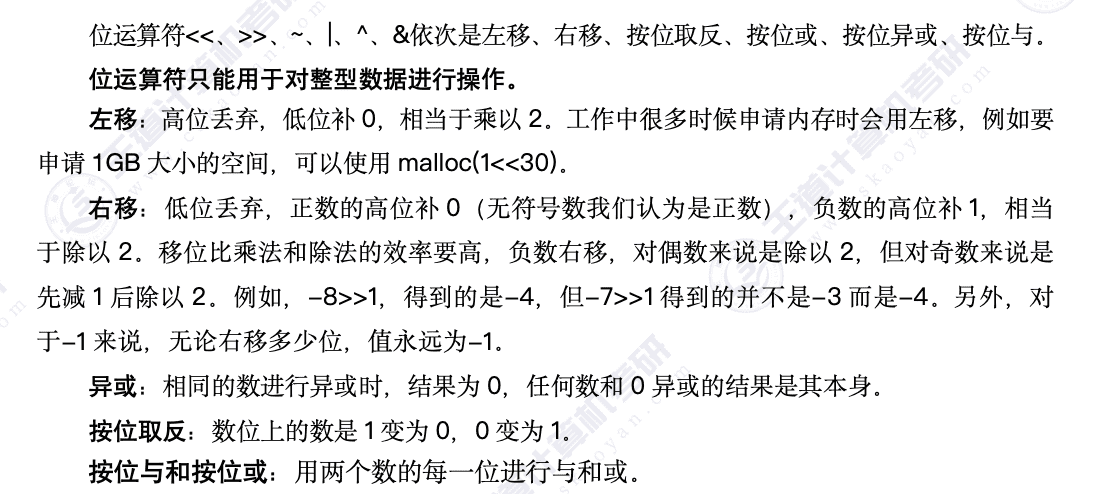 位运算符<<、>>、~、|、^、&依次是左移、右移、按位取反、按位或、按位异或、按位与。
位运算符只能用于对整型数据进行操作。
左移：高位丢弃，低位补 0，相当于乘以 2。工作中很多时候申请内存时会用左移，例如要
申请 1GB 大小的空间，可以使用 malloc(1<<30)。
右移：低位丢弃，正数的高位补 0（无符号数我们认为是正数），负数的高位补 1，相当
于除以 2。移位比乘法和除法的效率要高，负数右移，对偶数来说是除以 2，但对奇数来说是
先减 1 后除以 2。例如，-8>>1，得到的是-4，但-7>>1 得到的并不是-3 而是-4。另外，对
于-1 来说，无论右移多少位，值永远为-1。
异或：相同的数进行异或时，结果为 0，任何数和 0 异或的结果是其本身。
按位取反：数位上的数是 1 变为 0，0 变为 1。
按位与和按位或：用两个数的每一位进行与和或。